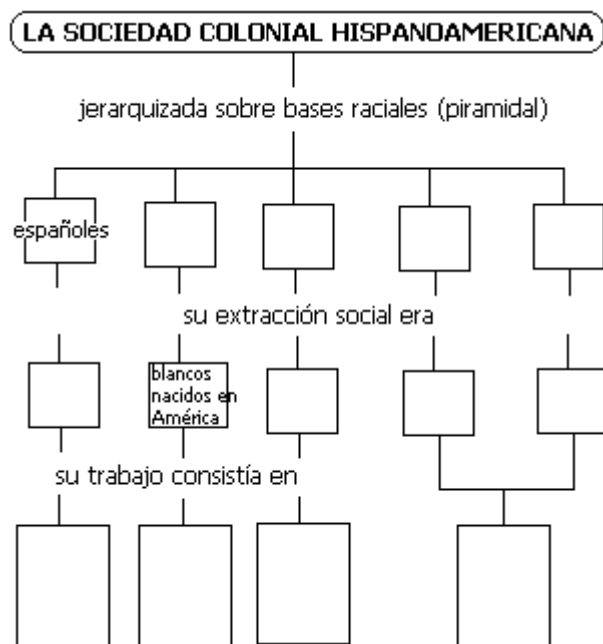 LA SOCIEDAD COLONIAL HISPANOAMERICANA
jerarquizada sobre bases raciales (piramidal)
españoles
su extracción social era
blancos
nacidos en
América
su trabajo consistía en